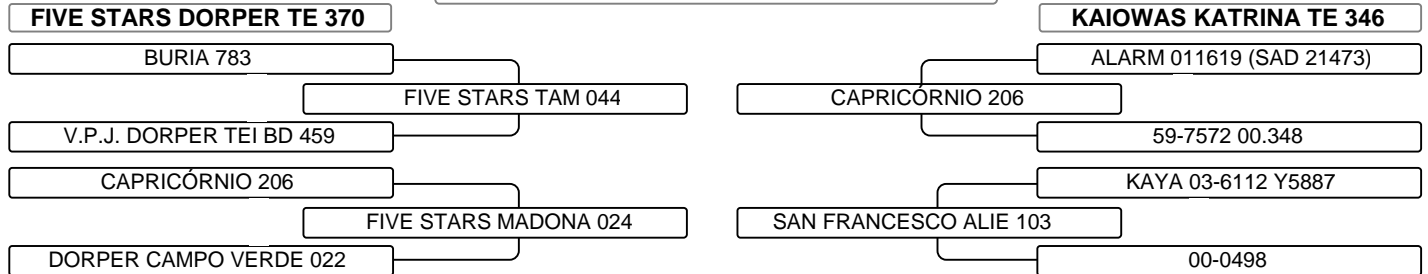 FIVE STARS DORPER TE 370 KAIOWAS KATRINA TE 346
BURIA 783 ALARM 011619 (SAD 21473)
FIVE STARS TAM 044 CAPRICÓRNIO 206
V.P.J. DORPER TEI BD 459 59-7572 00.348
CAPRICÓRNIO 206 KAYA 03-6112 Y5887
FIVE STARS MADONA 024 SAN FRANCESCO ALIE 103
DORPER CAMPO VERDE 022 00-0498